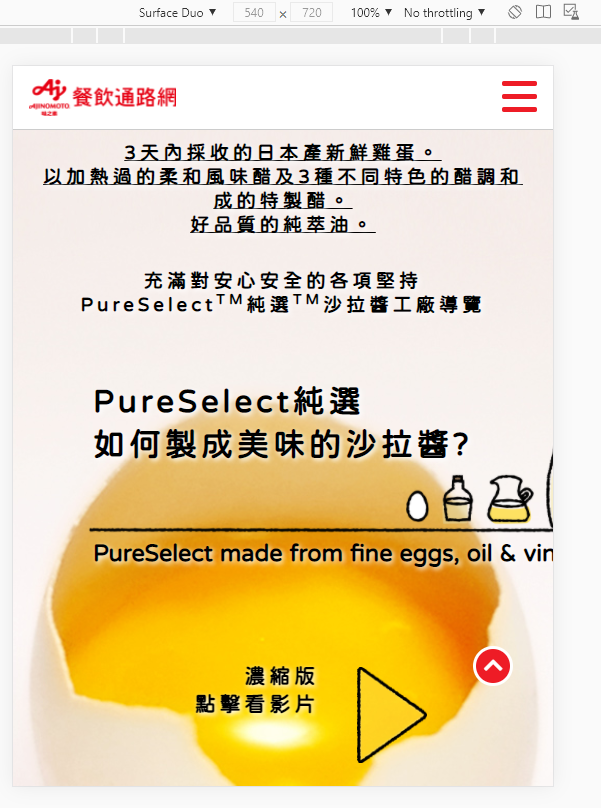 Surface Duo ▼ 540 × 720 100% ▼ No throttling ▼
AJINOMOTO
味之素
餐飲通路網
3天內採收的日本產新鮮雞蛋。
以加熱過的柔和風味醋及3種不同特色的醋調和
成的特製醋。
好品質的純萃油。
充滿對安心安全的各項堅持
PureSelectTM純選TM沙拉醬工廠導覽
PureSelect純選
如何製成美味的沙拉醬?
PureSelect made from fine eggs, oil & vin
濃縮版
點擊看影片